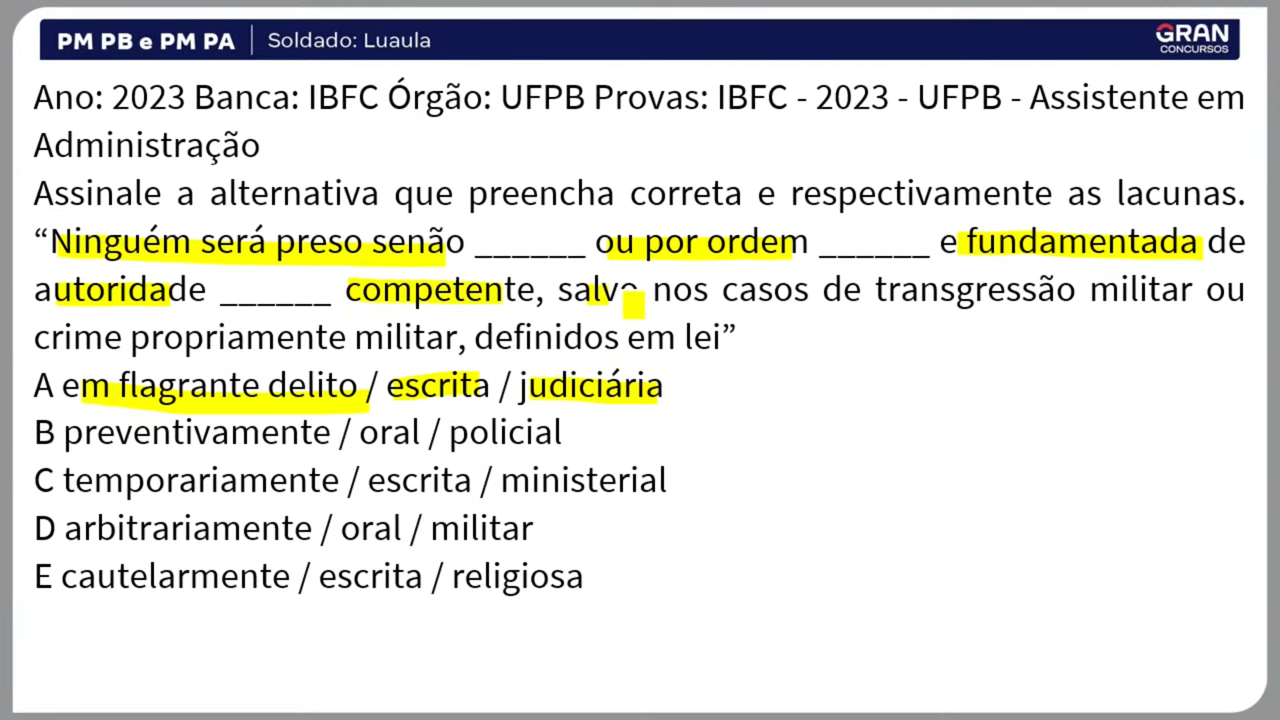 PM PB e PM PA | Soldado: Luaula
GRAN
CONCURSOS
Ano: 2023 Banca: IBFC Órgão: UFPB Provas: IBFC - 2023 - UFPB - Assistente em
Administração
Assinale a alternativa que preencha correta e respectivamente as lacunas.
“Ninguém será preso senão ______ ou por ordem ______ e fundamentada de
autoridade ______ competente, salvo nos casos de transgressão militar ou
crime propriamente militar, definidos em lei”
A em flagrante delito / escrita / judiciária
B preventivamente / oral / policial
C temporariamente / escrita / ministerial
D arbitrariamente / oral / militar
E cautelarmente / escrita / religiosa